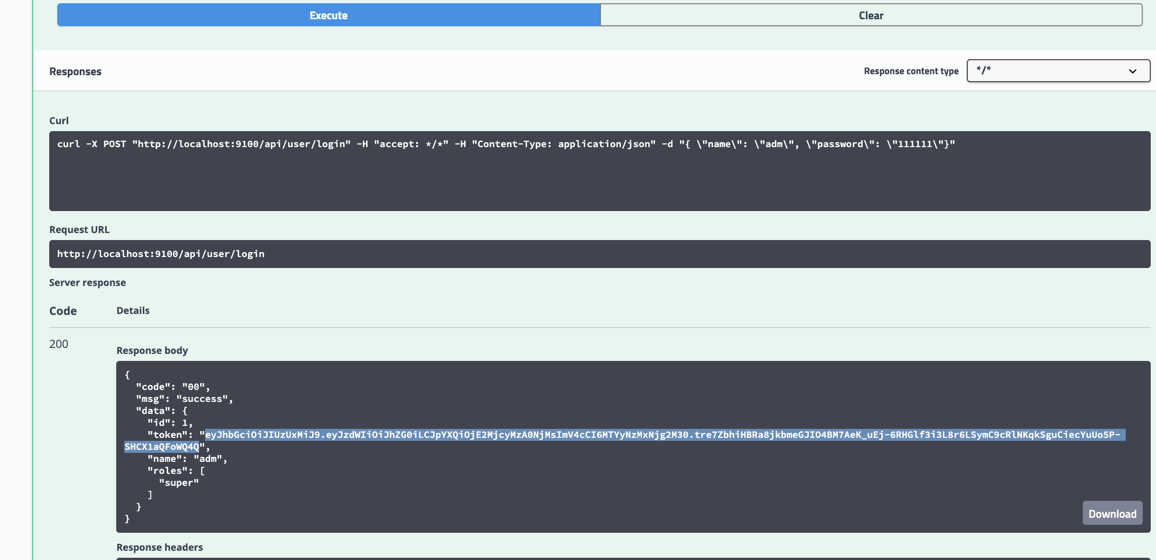 Execute
Clear
Responses
Response content type
*/*
Curl
curl -X POST "http://localhost:9100/api/user/login" -H "accept: */*" -H "Content-Type: application/json" -d "{ \"name\": \"adm\", \"password\": \"111111\"}"
Request URL
http://localhost:9100/api/user/login
Server response
Code
Details
200
Response body
{
"code": "00",
"msg": "success",
"data": {
"id": 1,
"token": "eyJhbGciOiJIUzUxMiJ9.eyJzdWIiOiJhZG0iLCJpYXQiOjE2MjcyMzA0NjMsImV4cCI6MTYyNzMxNjg2M30.tre7ZbhiHBRa8jkbmeGJIO4BM7AeK_uEj-6RHGlf3i3L8r6LSymC9cRlNKqkSguCiecYuUo5P-
SHCX1aQFoWQ4Q",
"name": "adm",
"roles": [
"super"
]
}
}
Download
Response headers